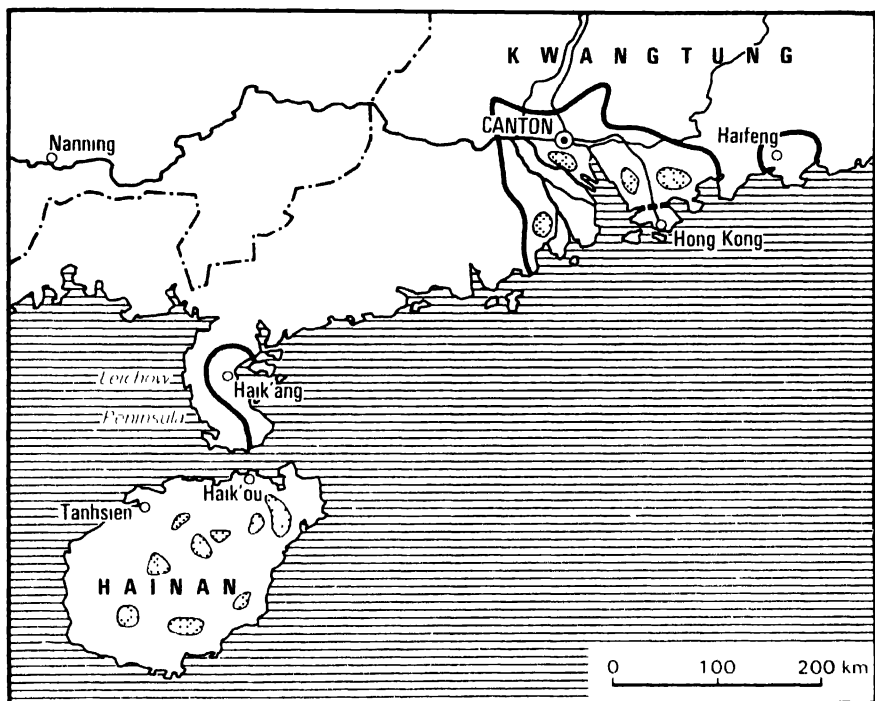 KWANGTUNG
CANTON
Nanning
Haifeng
Hong Kong
Leichow
Haik'ang
Peninsula
Haik'ou
Tanhsien
HAINAN
0 100 200 km